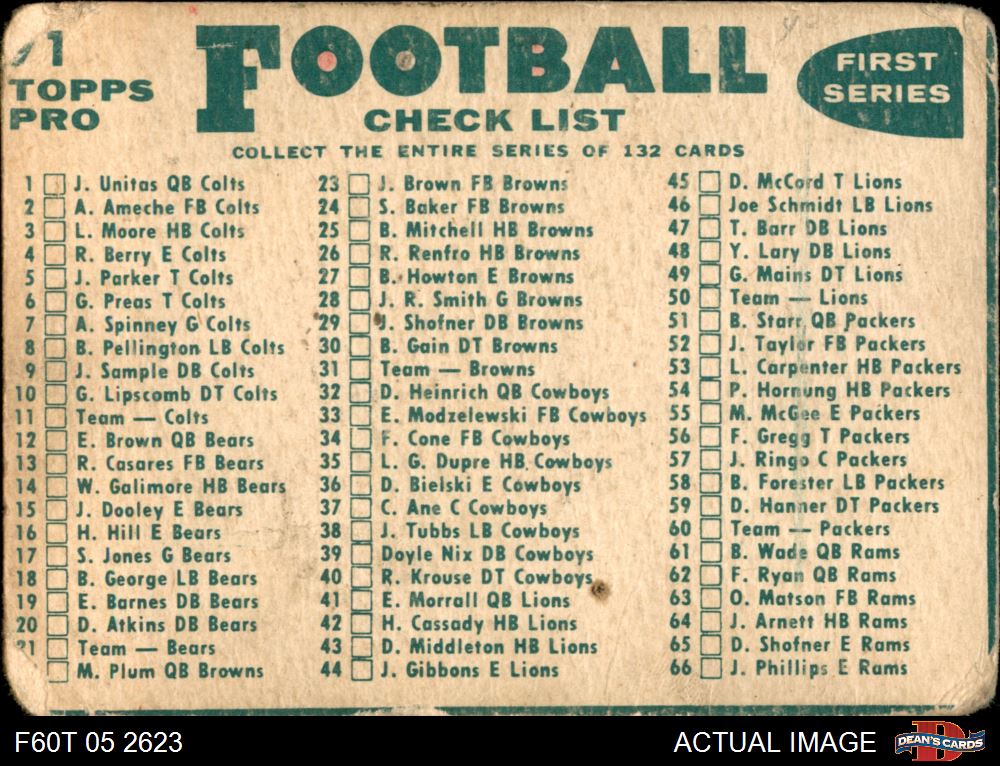 71
TOPPS
PRO
FOOTBALL
CHECK LIST
FIRST
SERIES
COLLECT THE ENTIRE SERIES OF 132 CARDS
1 J. Unitas QB Colts
2 A. Ameche FB Colts
3 L. Moore HB Colts
4 R. Berry E Colts
5 J. Parker T Colts
6 G. Preas T Colts
7 A. Spinney G Colts
8 B. Pellington LB Colts
9 J. Sample DB Colts
10 G. Lipscomb DT Colts
11 Team — Colts
12 E. Brown QB Bears
13 R. Casares FB Bears
14 W. Galimore HB Bears
15 J. Dooley E Bears
16 H. Hill E Bears
17 S. Jones G Bears
18 B. George LB Bears
19 E. Barnes DB Bears
20 D. Atkins DB Bears
21 Team — Bears
M. Plum QB Browns
23 J. Brown FB Browns
24 S. Baker FB Browns
25 B. Mitchell HB Browns
26 R. Renfro HB Browns
27 B. Howton E Browns
28 J. R. Smith G Browns
29 J. Shofner DB Browns
30 B. Gain DT Browns
31 Team — Browns
32 D. Heinrich QB Cowboys
33 E. Modzelewski FB Cowboys
34 F. Cone FB Cowboys
35 L. G. Dupre HB Cowboys
36 D. Bielski E Cowboys
37 C. Ane C Cowboys
38 J. Tubbs LB Cowboys
39 Doyle Nix DB Cowboys
40 R. Krouse DT Cowboys
41 E. Morrall QB Lions
42 H. Cassady HB Lions
43 D. Middleton HB Lions
44 J. Gibbons E Lions
45 D. McCord T Lions
46 Joe Schmidt LB Lions
47 T. Barr DB Lions
48 Y. Lary DB Lions
49 G. Mains DT Lions
50 Team — Lions
51 B. Starr QB Packers
52 J. Taylor FB Packers
53 L. Carpenter HB Packers
54 P. Hornung HB Packers
55 M. McGee E Packers
56 F. Gregg T Packers
57 J. Ringo C Packers
58 B. Forester LB Packers
59 D. Hanner DT Packers
60 Team — Packers
61 B. Wade QB Rams
62 F. Ryan QB Rams
63 O. Matson FB Rams
64 J. Arnett HB Rams
65 D. Shofner E Rams
66 J. Phillips E Rams
F60T 05 2623
ACTUAL IMAGE
DEAN'S CARDS